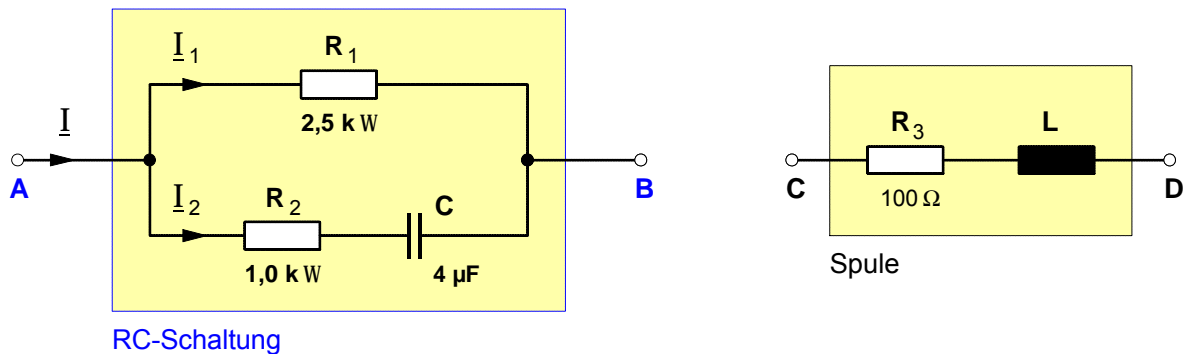 I
A
I 1
R 1
2,5 k W
I 2
R 2
1,0 k W
C
4 µF
B
RC-Schaltung
C
R 3
100 Ω
L
D
Spule